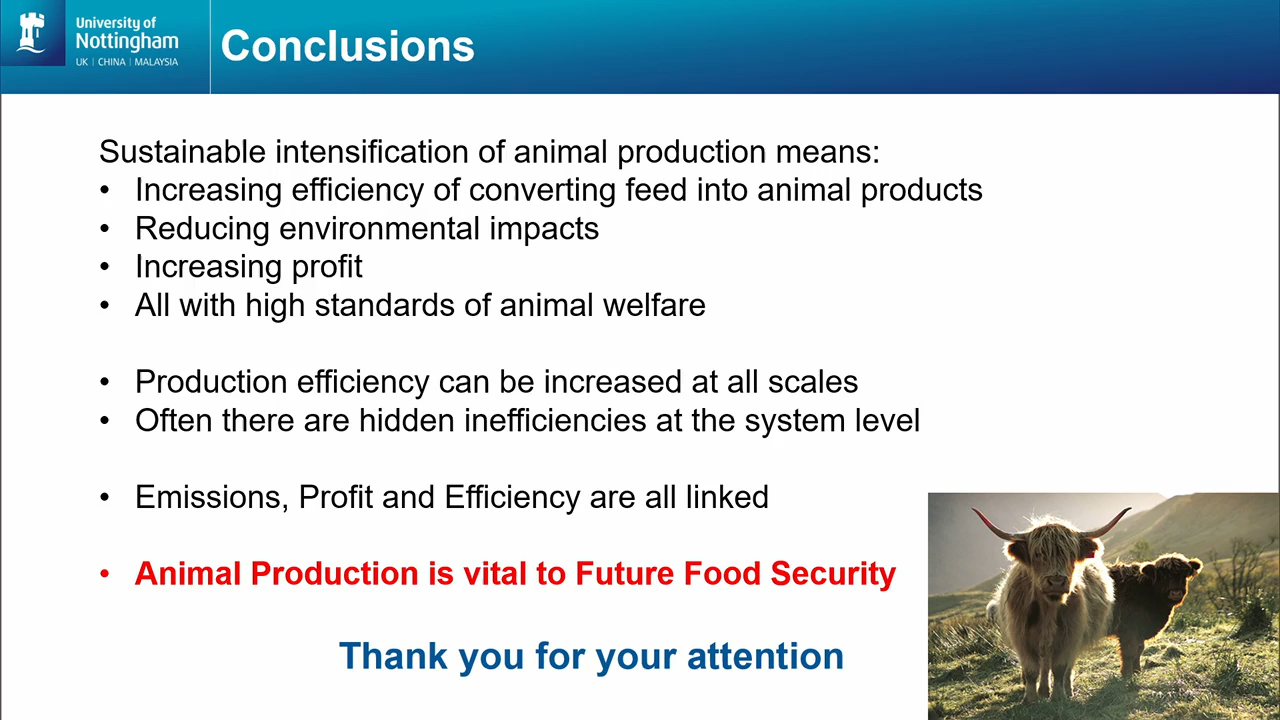 University of
Nottingham
UK | CHINA | MALAYSIA
Conclusions
Sustainable intensification of animal production means:
• Increasing efficiency of converting feed into animal products
• Reducing environmental impacts
• Increasing profit
• All with high standards of animal welfare
• Production efficiency can be increased at all scales
• Often there are hidden inefficiencies at the system level
• Emissions, Profit and Efficiency are all linked
• Animal Production is vital to Future Food Security
Thank you for your attention